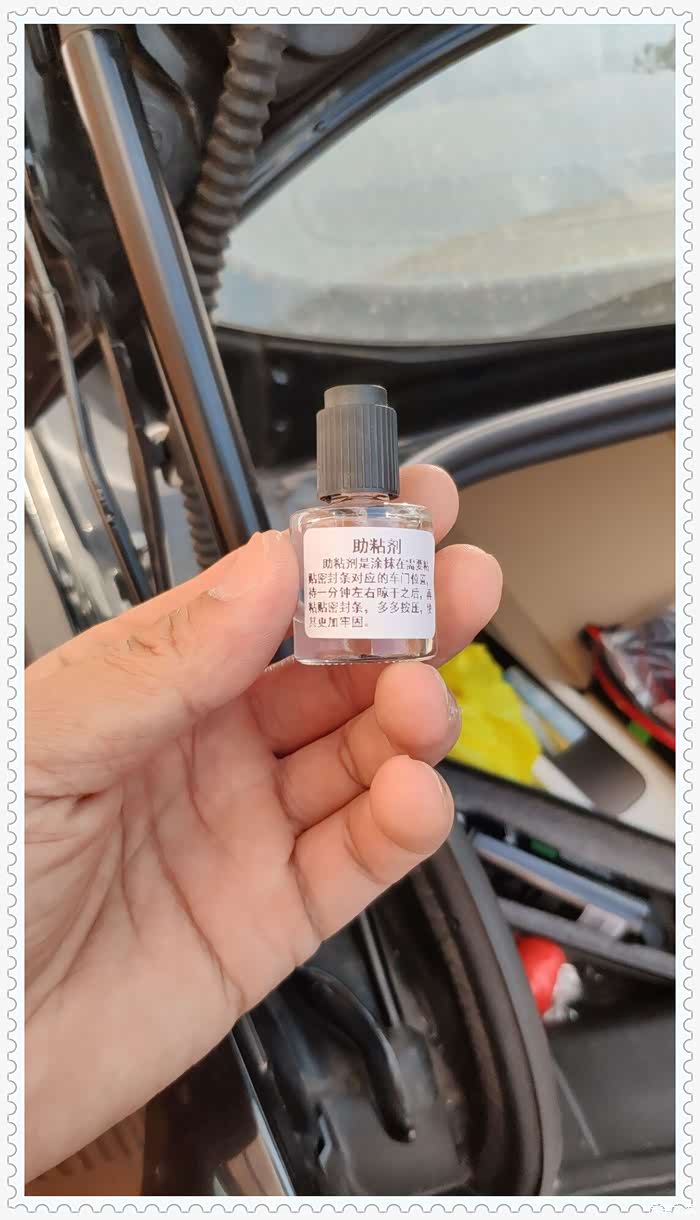 助粘剂
助粘剂是涂抹在需要粘
贴密封条对应的车门位置,
待一分钟左右晾干之后,再
粘贴密封条,多多按压,使
其更加牢固。